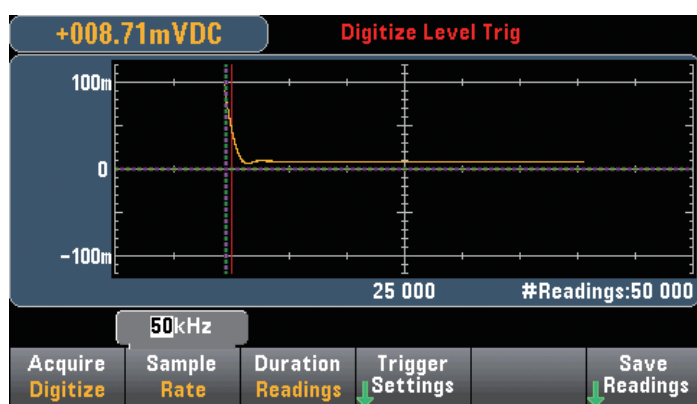 +008.71mVDC
Digitize Level Trig
100m
0
-100m
25 000
#Readings:50 000
50kHz
Acquire
Digitize
Sample
Rate
Duration
Readings
Trigger
Settings
Save
Readings